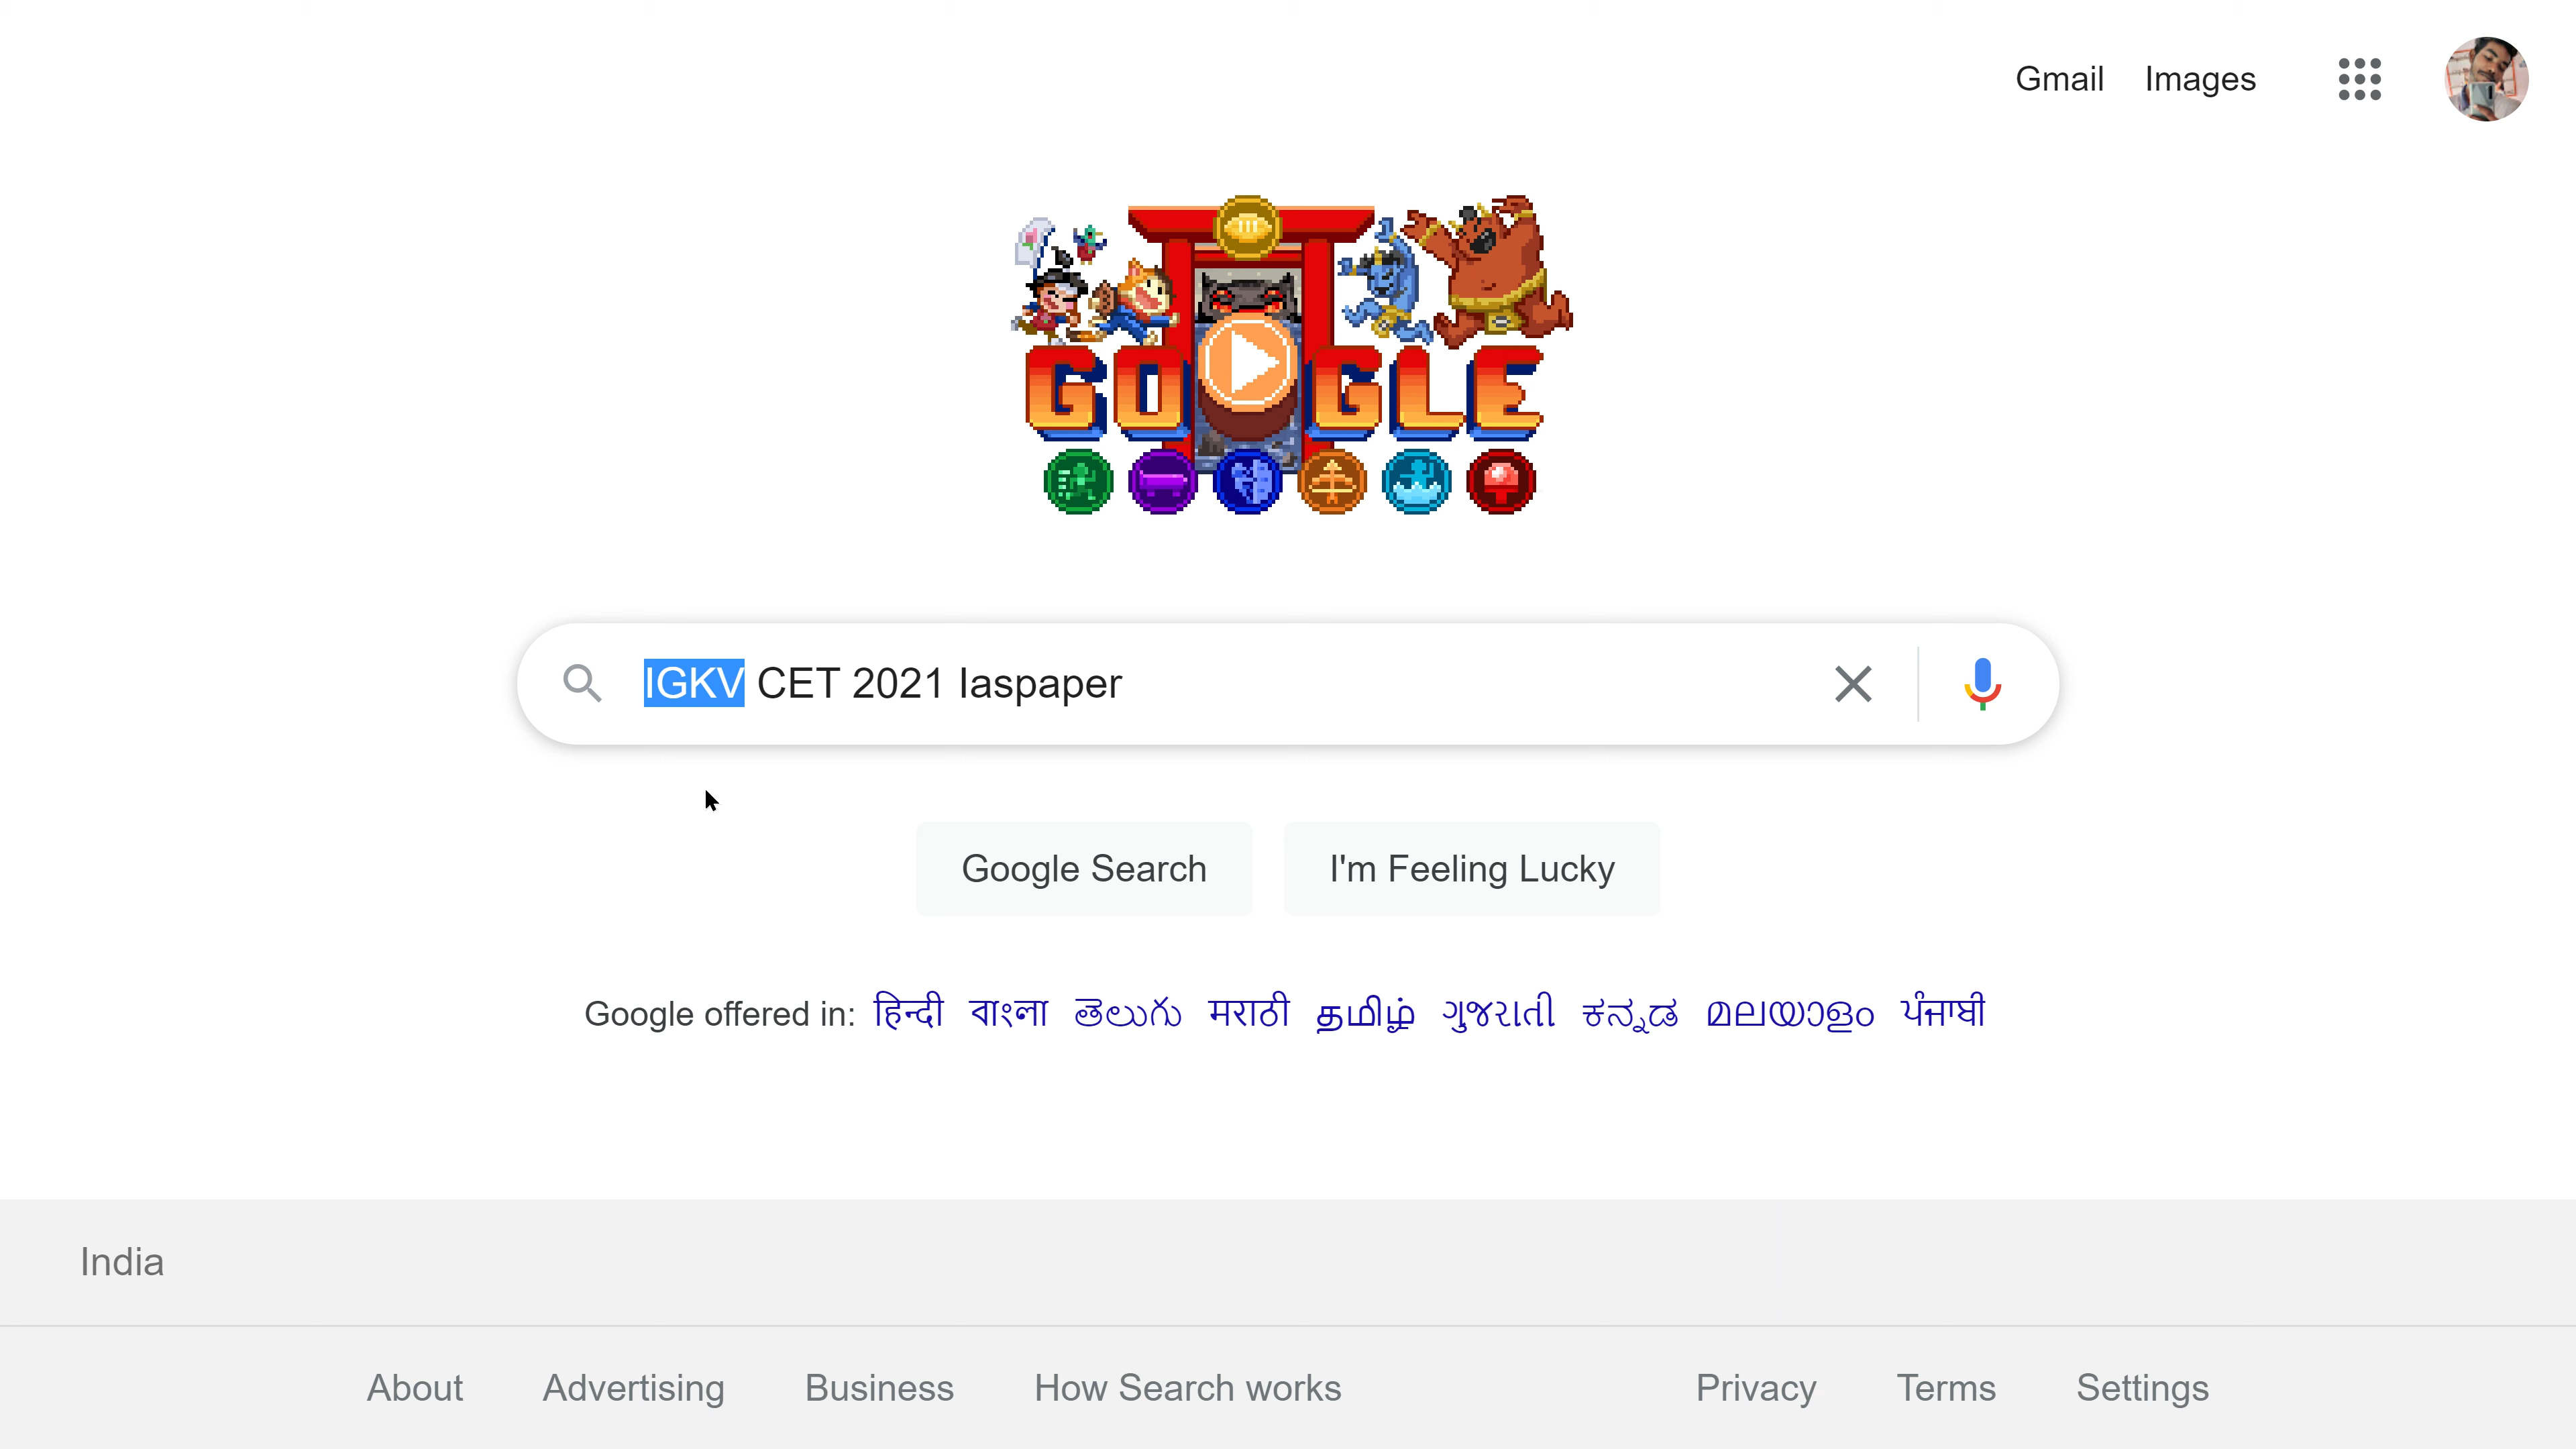 Gmail Images
GOOGLE
IGKV CET 2021 Iaspaper
Google Search I'm Feeling Lucky
Google offered in: हिन्दी বাংলা తెలుగు मराठी தமிழ் ગુજરાતી ಕನ್ನಡ മലയാളം ਪੰਜਾਬੀ
India
About Advertising Business How Search works Privacy Terms Settings